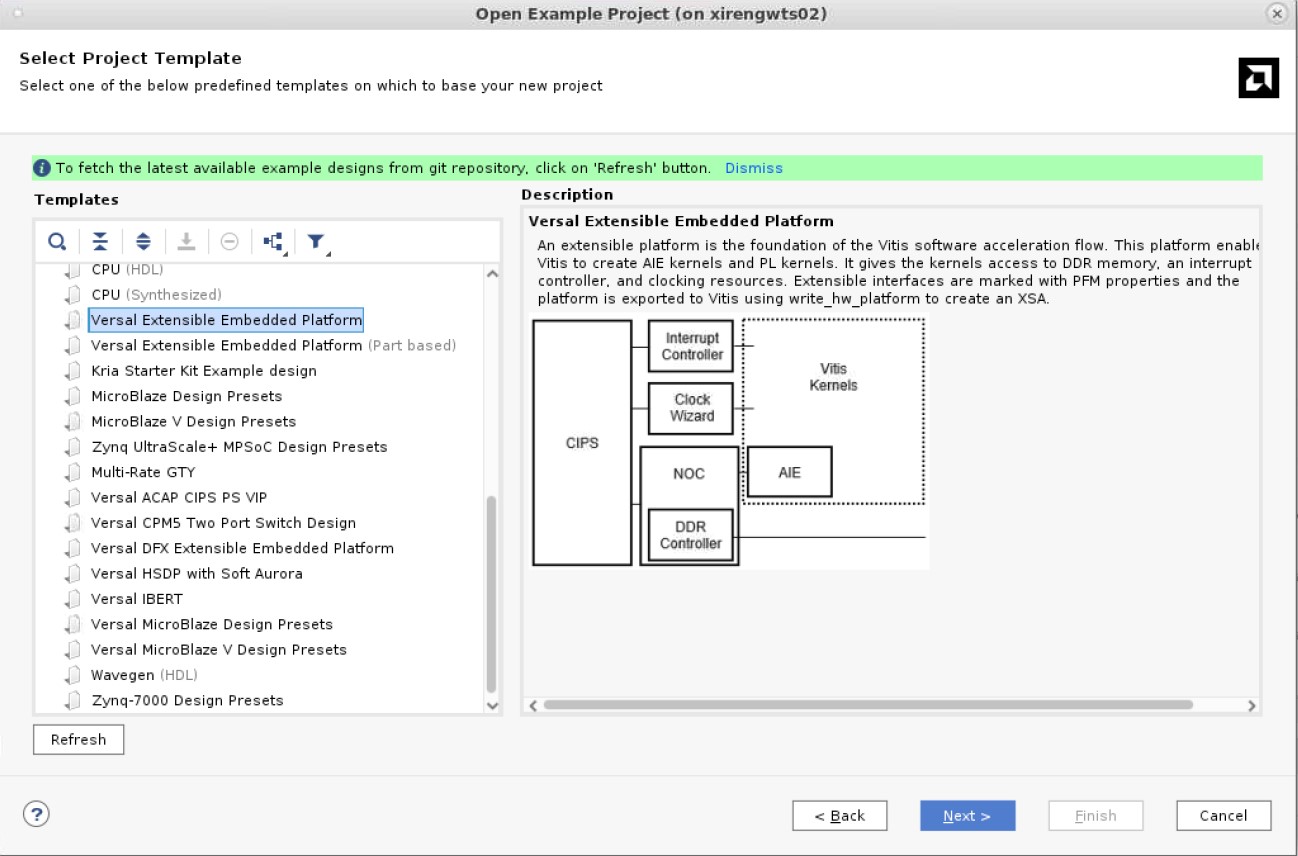 Open Example Project (on xirengwts02)
Select Project Template
Select one of the below predefined templates on which to base your new project
To fetch the latest available example designs from git repository, click on 'Refresh' button. Dismiss
Templates
CPU (HDL)
CPU (Synthesized)
Versal Extensible Embedded Platform
Versal Extensible Embedded Platform (Part based)
Kria Starter Kit Example design
MicroBlaze Design Presets
MicroBlaze V Design Presets
Zynq UltraScale+ MPSoC Design Presets
Multi-Rate GTY
Versal ACAP CIPS PS VIP
Versal CPM5 Two Port Switch Design
Versal DFX Extensible Embedded Platform
Versal HSDP with Soft Aurora
Versal IBERT
Versal MicroBlaze Design Presets
Versal MicroBlaze V Design Presets
Wavegen (HDL)
Zynq-7000 Design Presets
Description
Versal Extensible Embedded Platform
An extensible platform is the foundation of the Vitis software acceleration flow. This platform enable
Vitis to create AIE kernels and PL kernels. It gives the kernels access to DDR memory, an interrupt
controller, and clocking resources. Extensible interfaces are marked with PFM properties and the
platform is exported to Vitis using write_hw_platform to create an XSA.
CIPS
Interrupt
Controller
Clock
Wizard
NOC
DDR
Controller
Vitis
Kernels
AIE
Refresh
?
< Back
Next >
Finish
Cancel